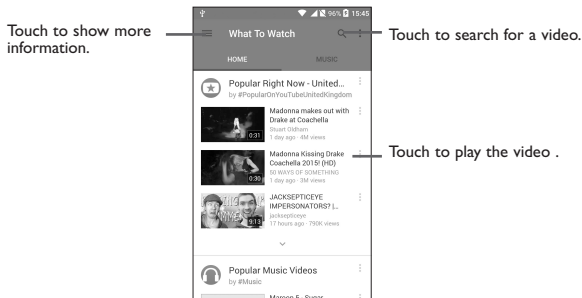 15:45
96%
Touch to show more
information.
What To Watch
Touch to search for a video.
HOME
MUSIC
Popular Right Now - United...
by #PopularOnYouTubeUnitedKingdom
Madonna makes out with
Drake at Coachella
Stuart Oldham
1 day ago · 4M views
0:31
Madonna Kissing Drake
Coachella 2015! (HD)
50 WAYS OF SOMETHING
1 day ago · 3M views
0:30
Touch to play the video .
JACKSEPTICEYE
IMPERSONATORS? |...
jacksepticeye
17 hours ago · 790K views
9:13
Popular Music Videos
by #Music
Maroon 5 - Sugar